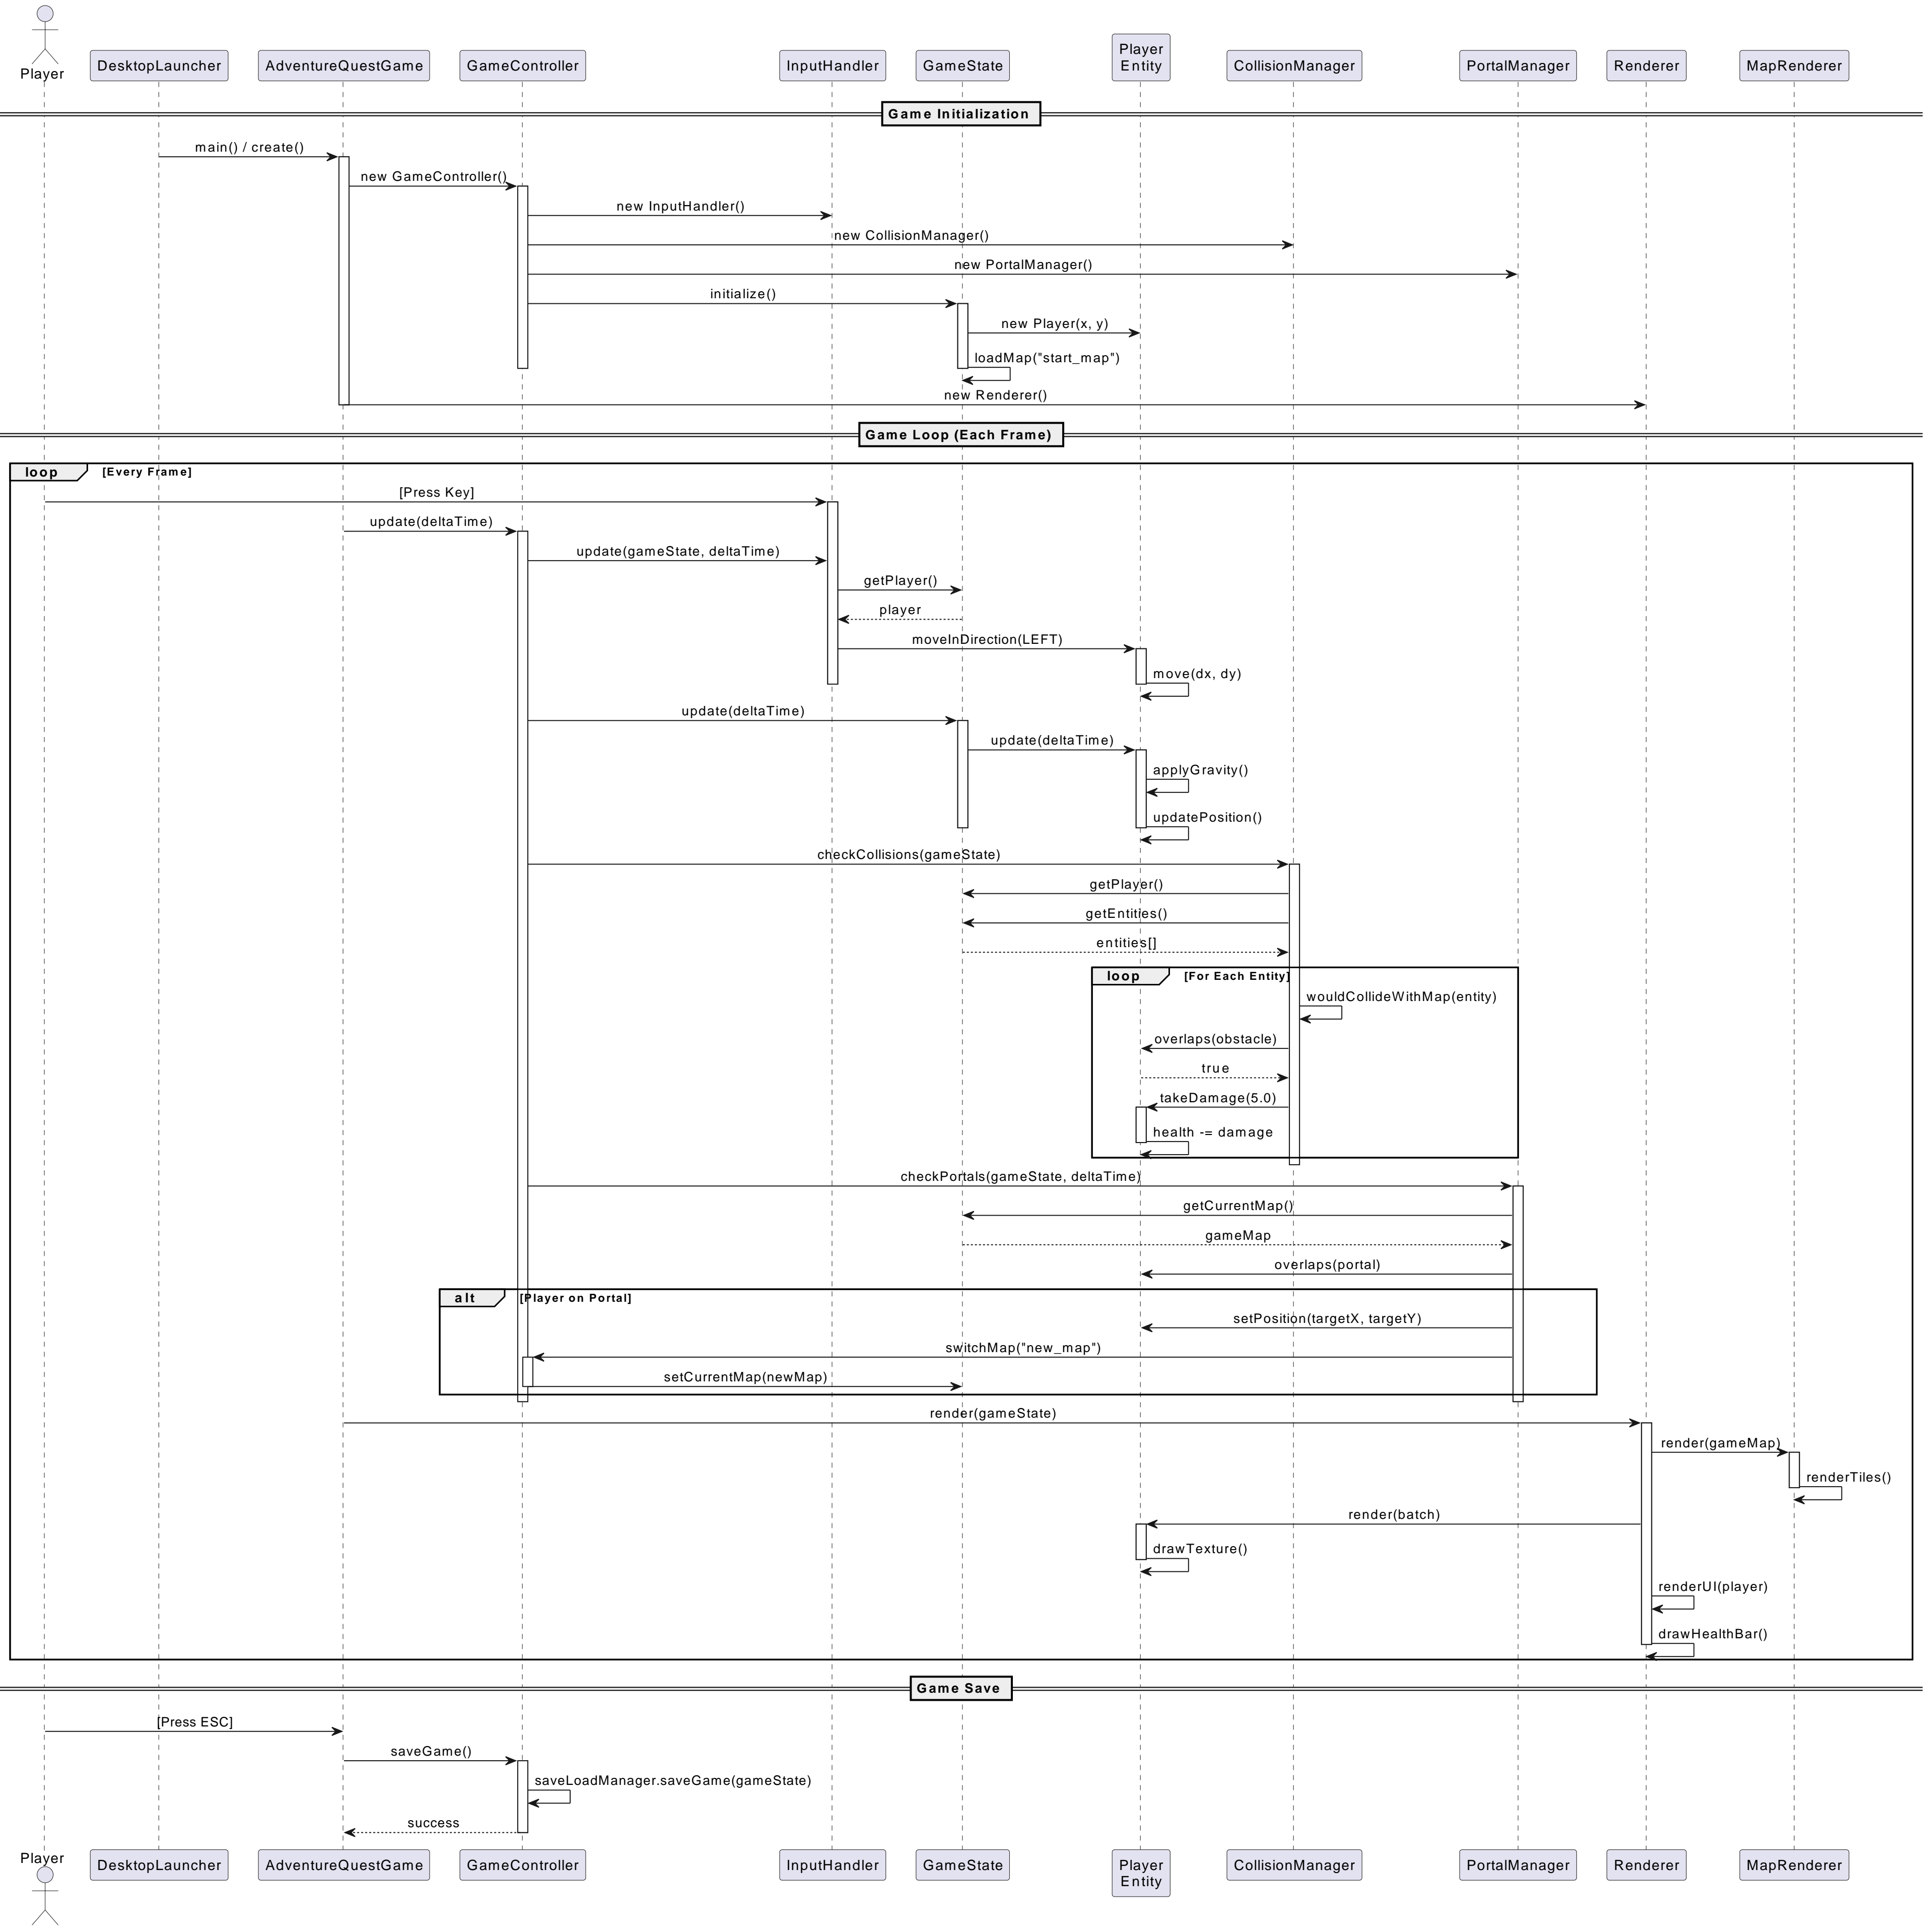 Player
DesktopLauncher
AdventureQuestGame
GameController
InputHandler
GameState
Player
Entity
CollisionManager
PortalManager
Renderer
MapRenderer
Game Initialization
main() / create()
new GameController()
new InputHandler()
new CollisionManager()
new PortalManager()
initialize()
new Player(x, y)
loadMap("start_map")
new Renderer()
Game Loop (Each Frame)
loop [Every Frame]
[Press Key]
update(deltaTime)
update(gameState, deltaTime)
getPlayer()
player
moveInDirection(LEFT)
move(dx, dy)
update(deltaTime)
update(deltaTime)
applyGravity()
updatePosition()
checkCollisions(gameState)
getPlayer()
getEntities()
entities[]
loop [For Each Entity]
wouldCollideWithMap(entity)
overlaps(obstacle)
true
takeDamage(5.0)
health -= damage
checkPortals(gameState, deltaTime)
getCurrentMap()
gameMap
overlaps(portal)
alt [Player on Portal]
setPosition(targetX, targetY)
switchMap("new_map")
setCurrentMap(newMap)
render(gameState)
render(gameMap)
renderTiles()
render(batch)
drawTexture()
renderUI(player)
drawHealthBar()
Game Save
[Press ESC]
saveGame()
saveLoadManager.saveGame(gameState)
success
Player
DesktopLauncher
AdventureQuestGame
GameController
InputHandler
GameState
Player
Entity
CollisionManager
PortalManager
Renderer
MapRenderer